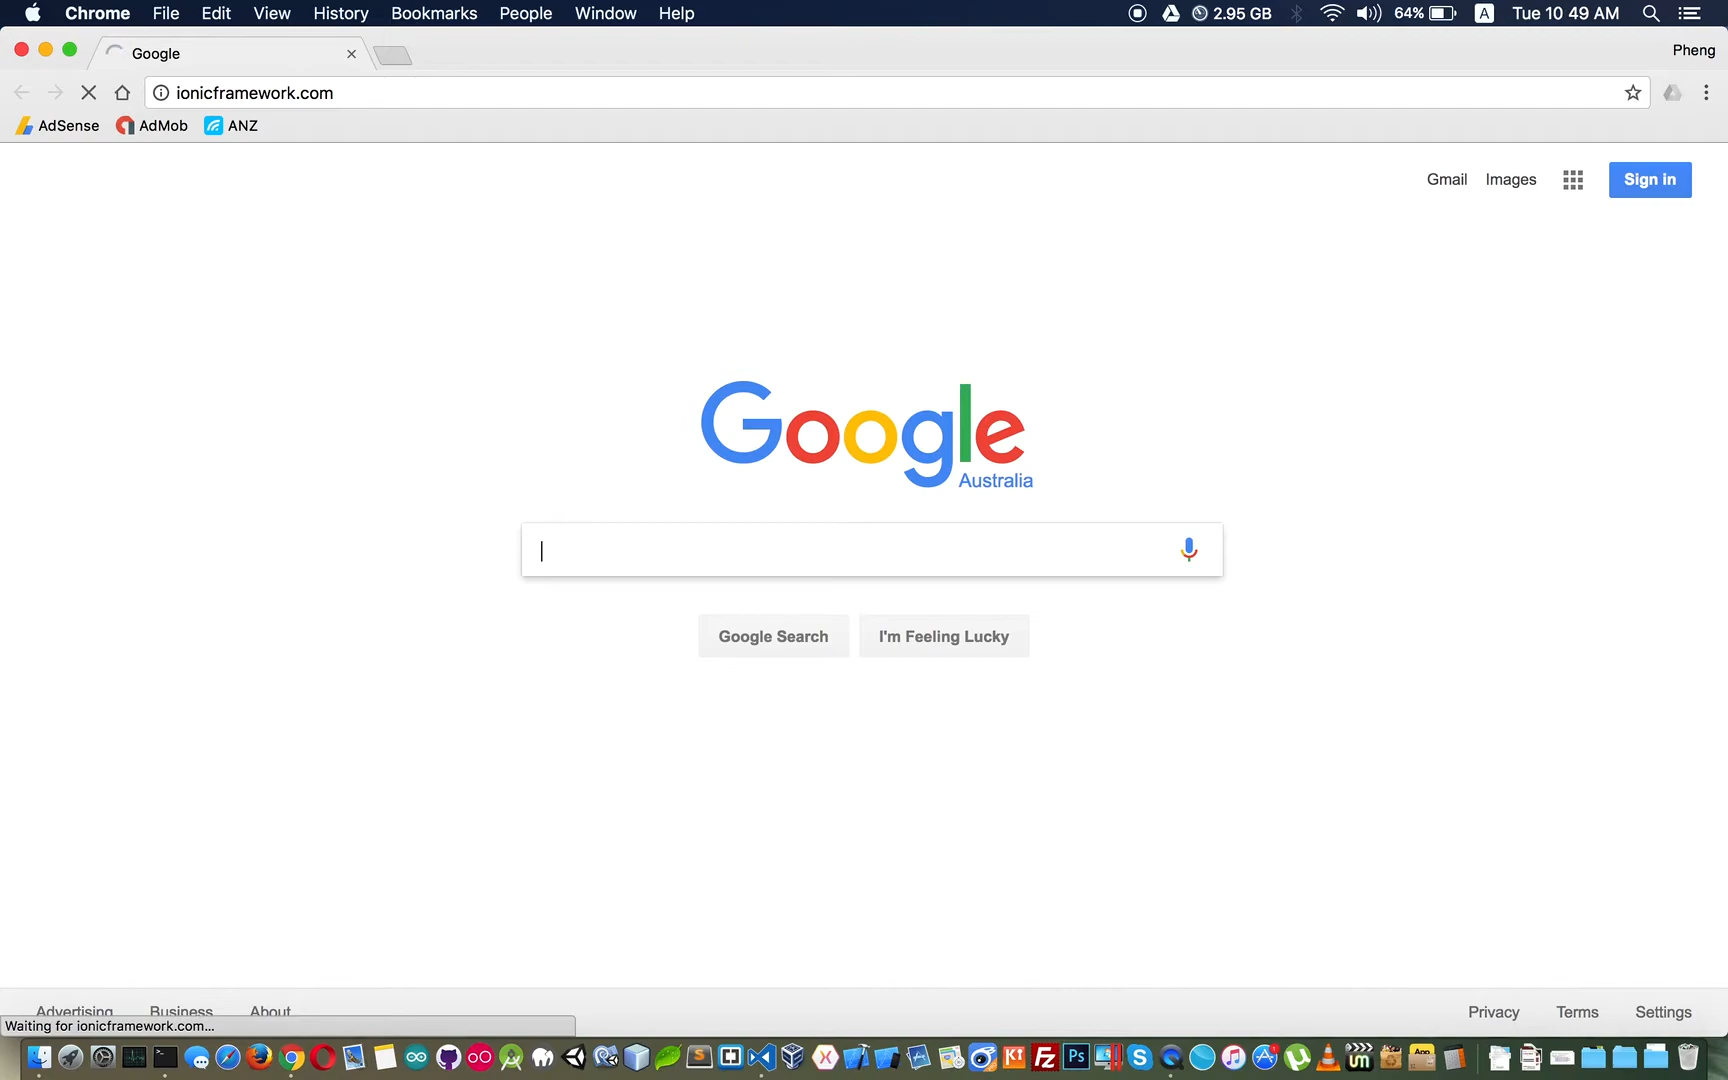 Chrome File Edit View History Bookmarks People Window Help 2.95 GB 64% A Tue 10 49 AM
Google Pheng
ionicframework.com
AdSense AdMob ANZ
Gmail Images Sign in
Google
Australia
Google Search I'm Feeling Lucky
Advertising Business About Privacy Terms Settings
Waiting for ionicframework.com...